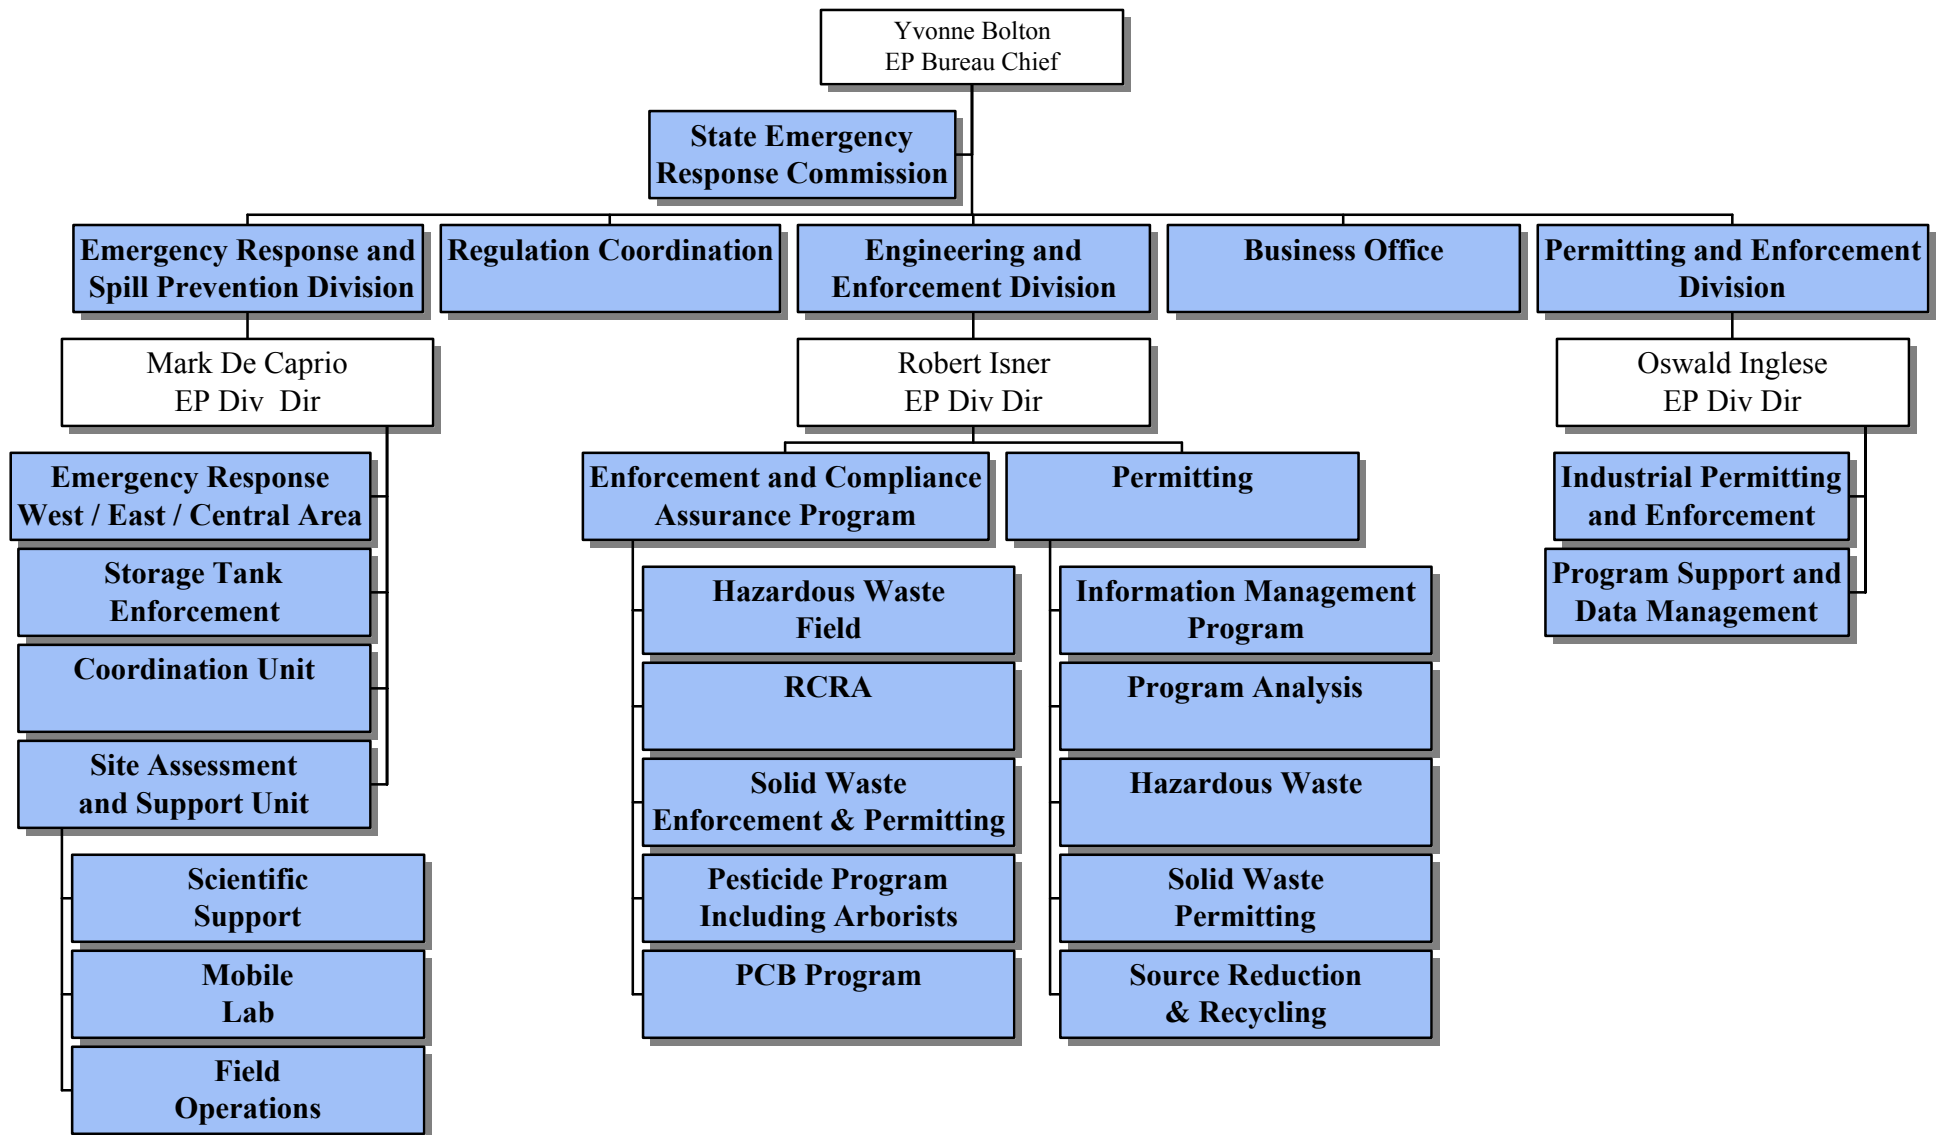 Yvonne Bolton
EP Bureau Chief
State Emergency
Response Commission
Emergency Response and
Spill Prevention Division
Regulation Coordination
Engineering and
Enforcement Division
Business Office
Permitting and Enforcement
Division
Mark De Caprio
EP Div  Dir
Robert Isner
EP Div Dir
Oswald Inglese
EP Div Dir
Emergency Response
West / East / Central Area
Storage Tank
Enforcement
Coordination Unit
Site Assessment
and Support Unit
Scientific
Support
Mobile
Lab
Field
Operations
Enforcement and Compliance
Assurance Program
Hazardous Waste
Field
RCRA
Solid Waste
Enforcement & Permitting
Pesticide Program
Including Arborists
PCB Program
Permitting
Information Management
Program
Program Analysis
Hazardous Waste
Solid Waste
Permitting
Source Reduction
& Recycling
Industrial Permitting
and Enforcement
Program Support and
Data Management